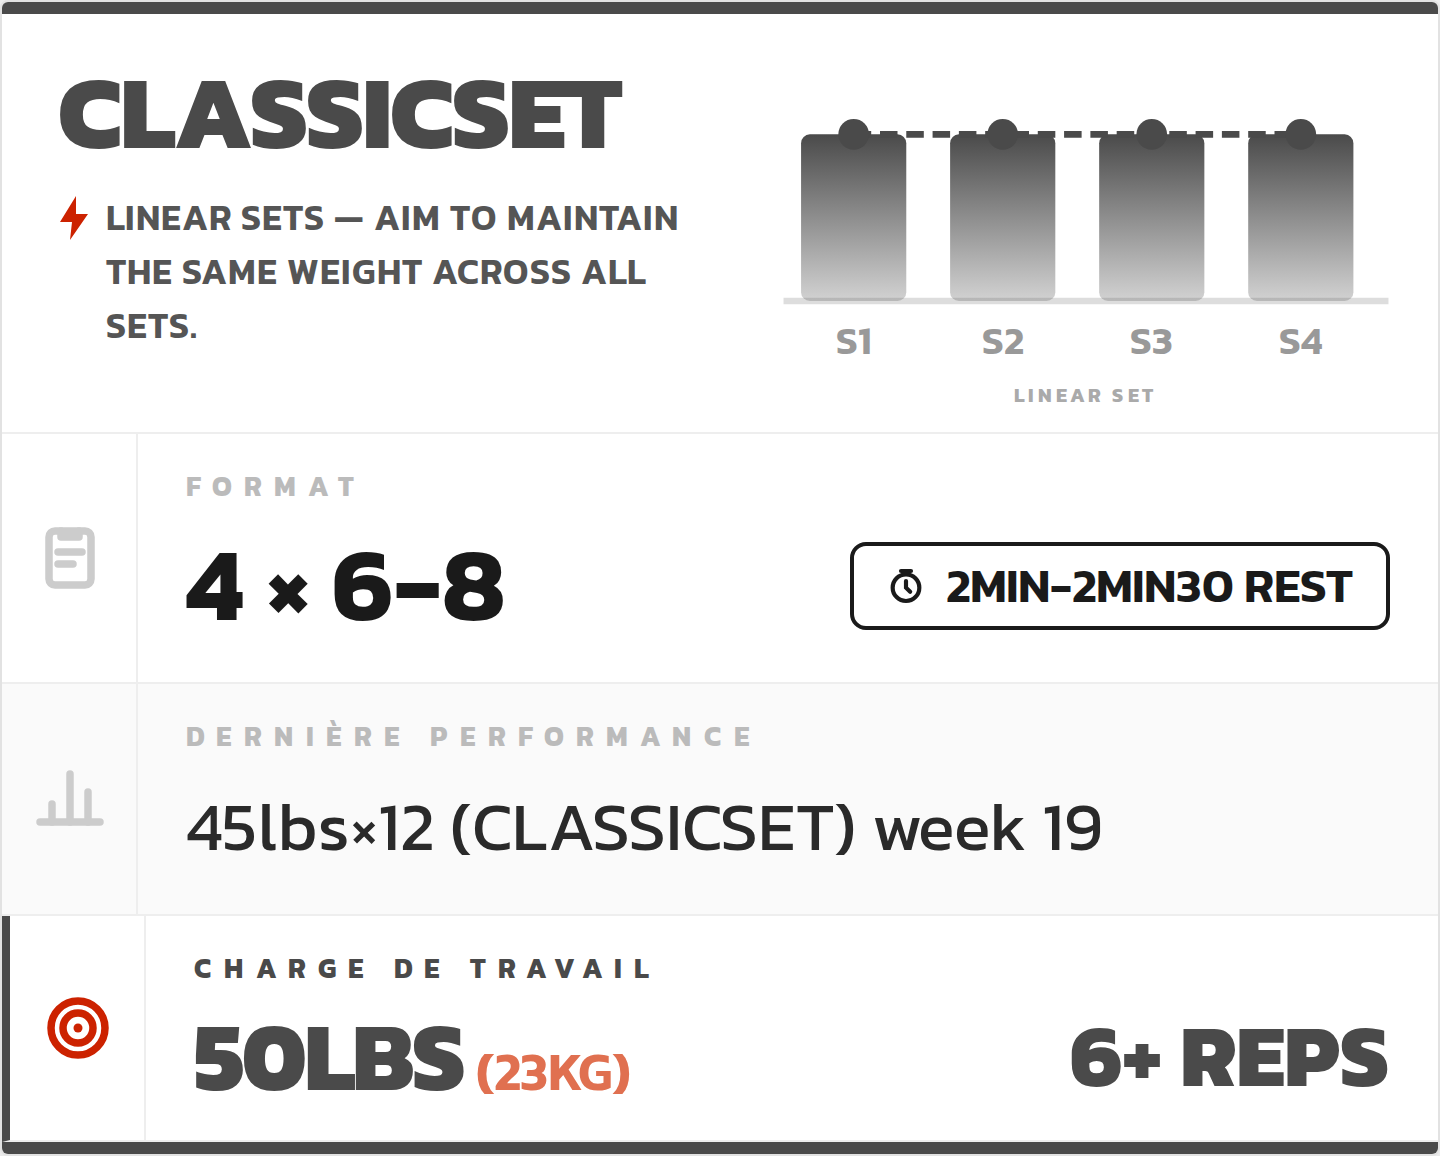 CLASSICSET
LINEAR SETS — AIM TO MAINTAIN
THE SAME WEIGHT ACROSS ALL
SETS.
S1 S2 S3 S4
LINEAR SET
FORMAT
4 × 6–8
2MIN–2MIN30 REST
DERNIÈRE PERFORMANCE
45lbs×12 (CLASSICSET) week 19
CHARGE DE TRAVAIL
50LBS (23KG)
6+ REPS